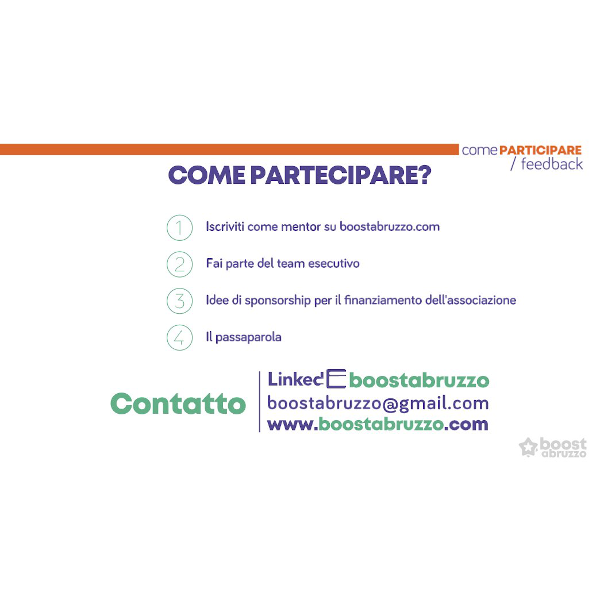 come PARTICIPARE
/ feedback
COME PARTECIPARE?
1 Iscriviti come mentor su boostabruzzo.com
2 Fai parte del team esecutivo
3 Idee di sponsorship per il finanziamento dell'associazione
4 Il passaparola
Contatto
Linked boostabruzzo
boostabruzzo@gmail.com
www.boostabruzzo.com
boost
abruzzo